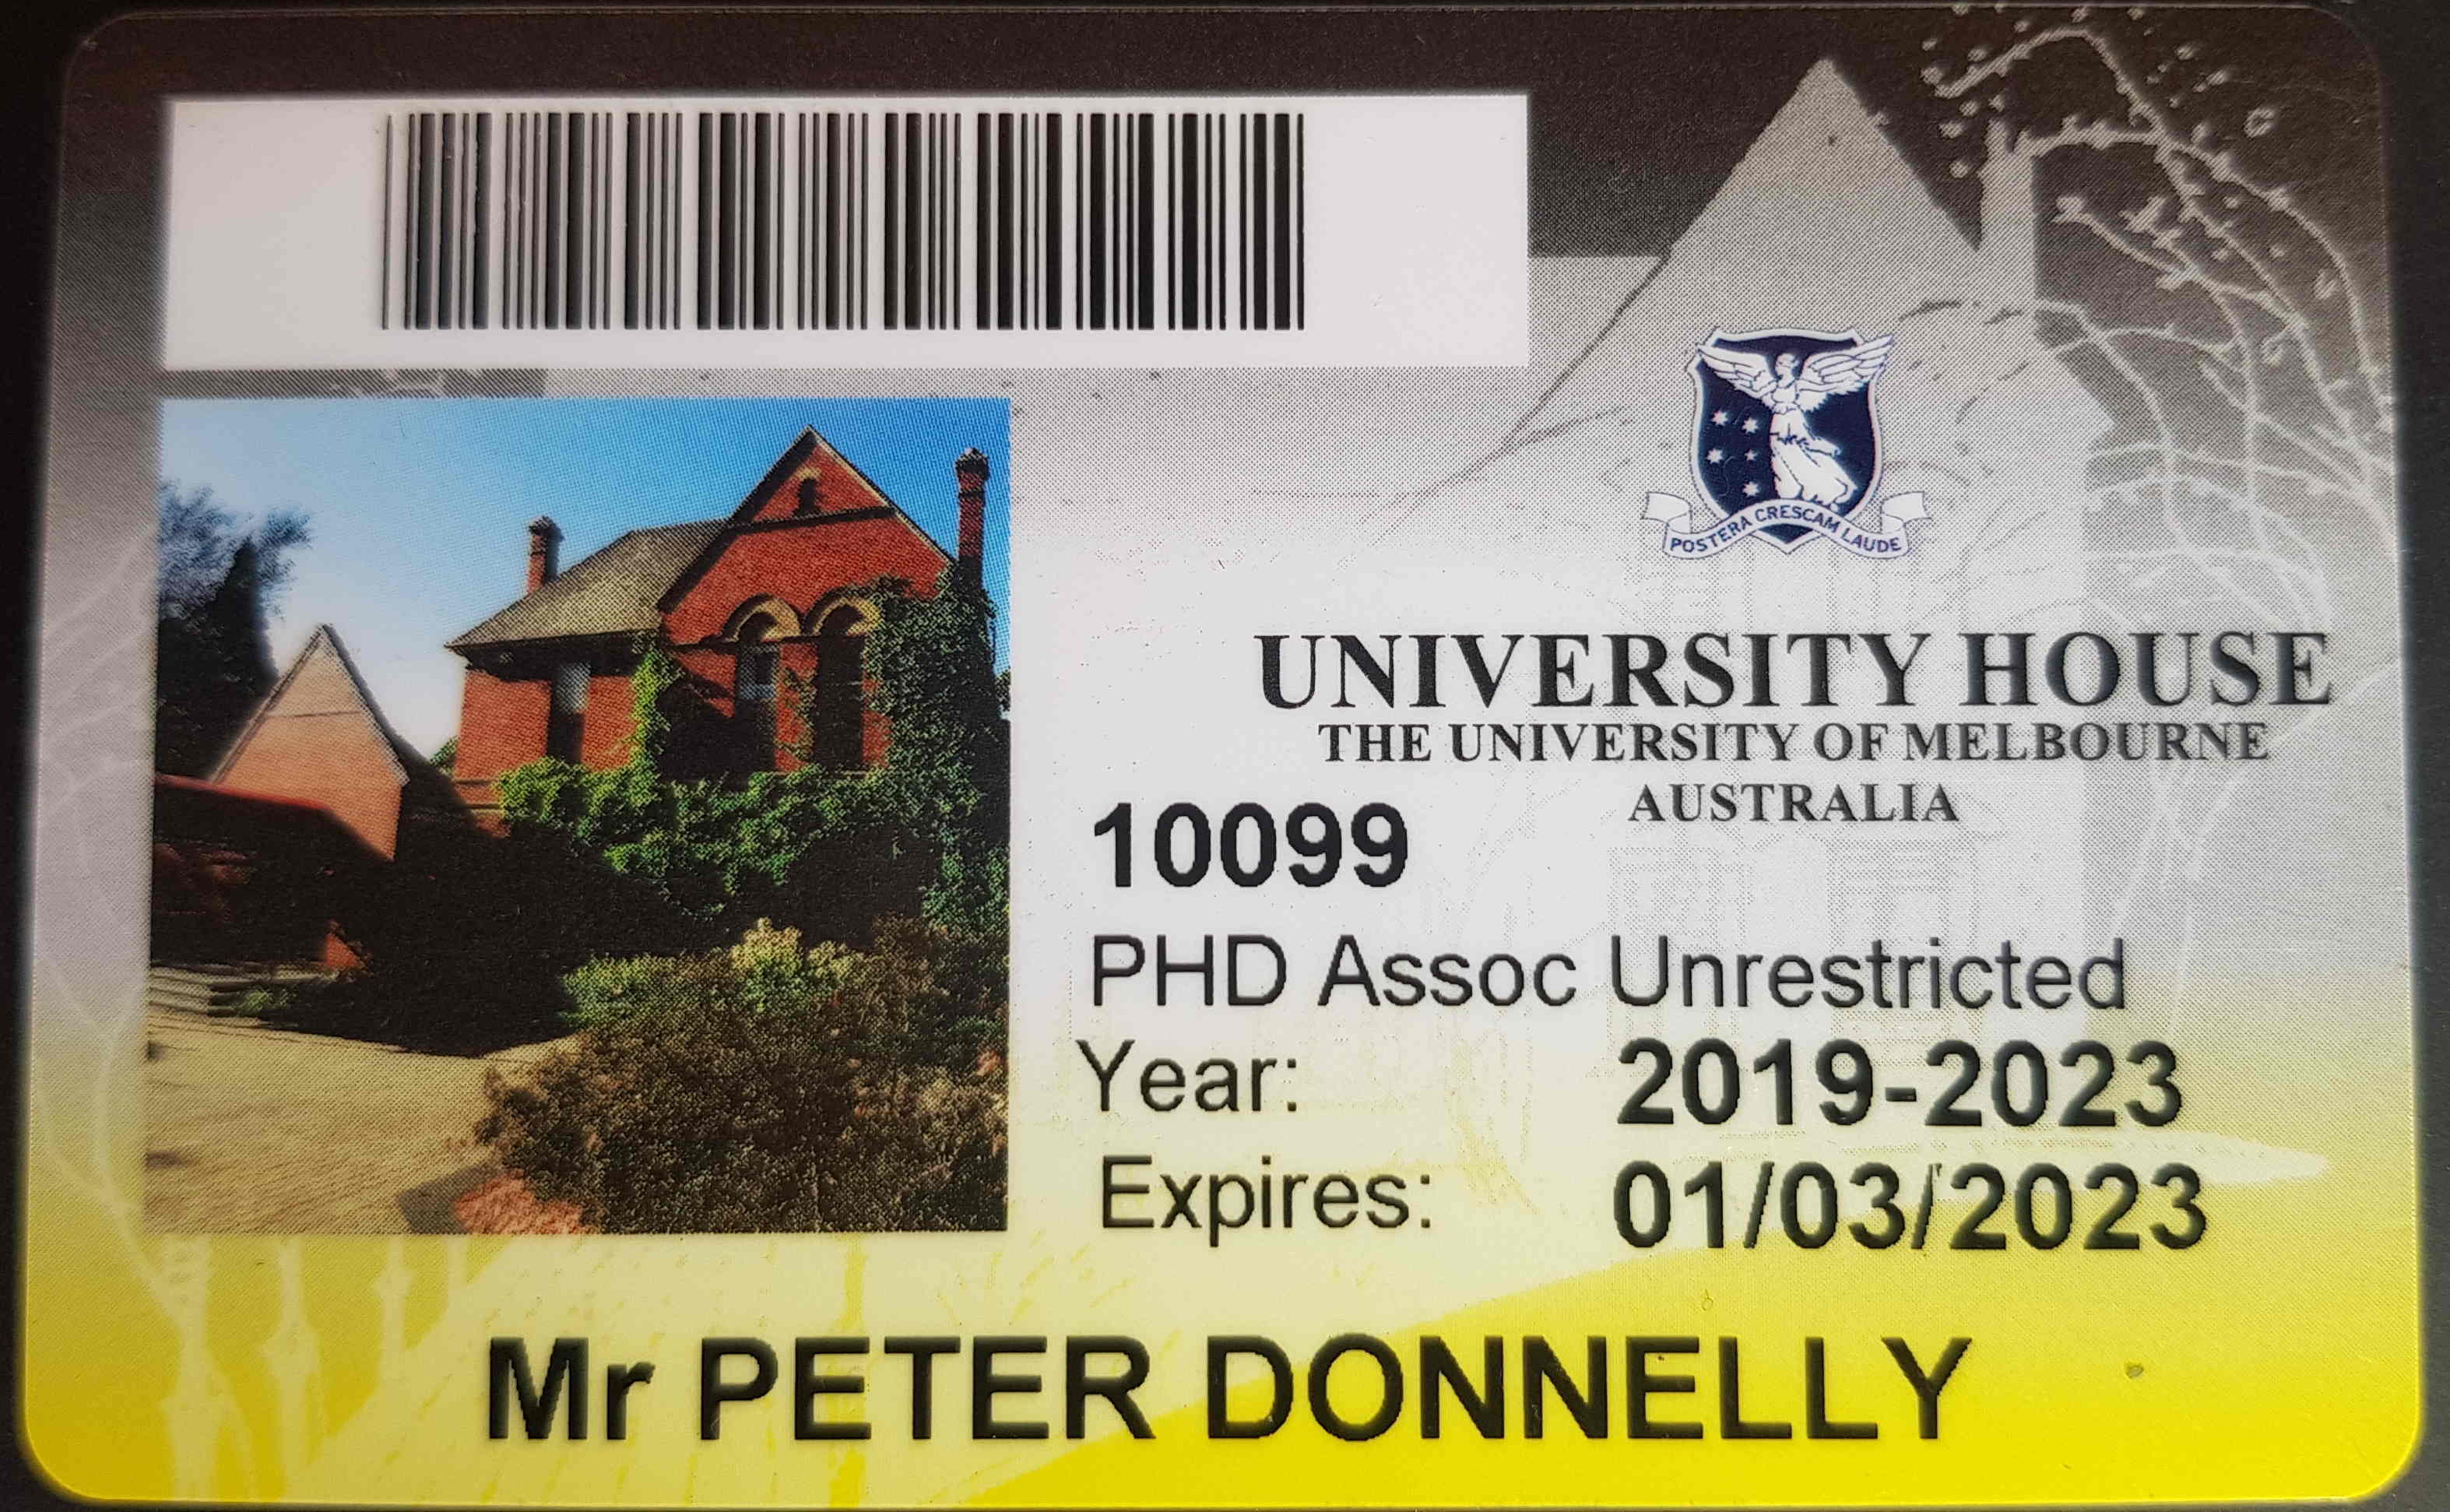 POSTERA CRESCAM LAUDE
UNIVERSITY HOUSE
THE UNIVERSITY OF MELBOURNE
AUSTRALIA
10099
PHD Assoc Unrestricted
Year: 2019-2023
Expires: 01/03/2023
Mr PETER DONNELLY